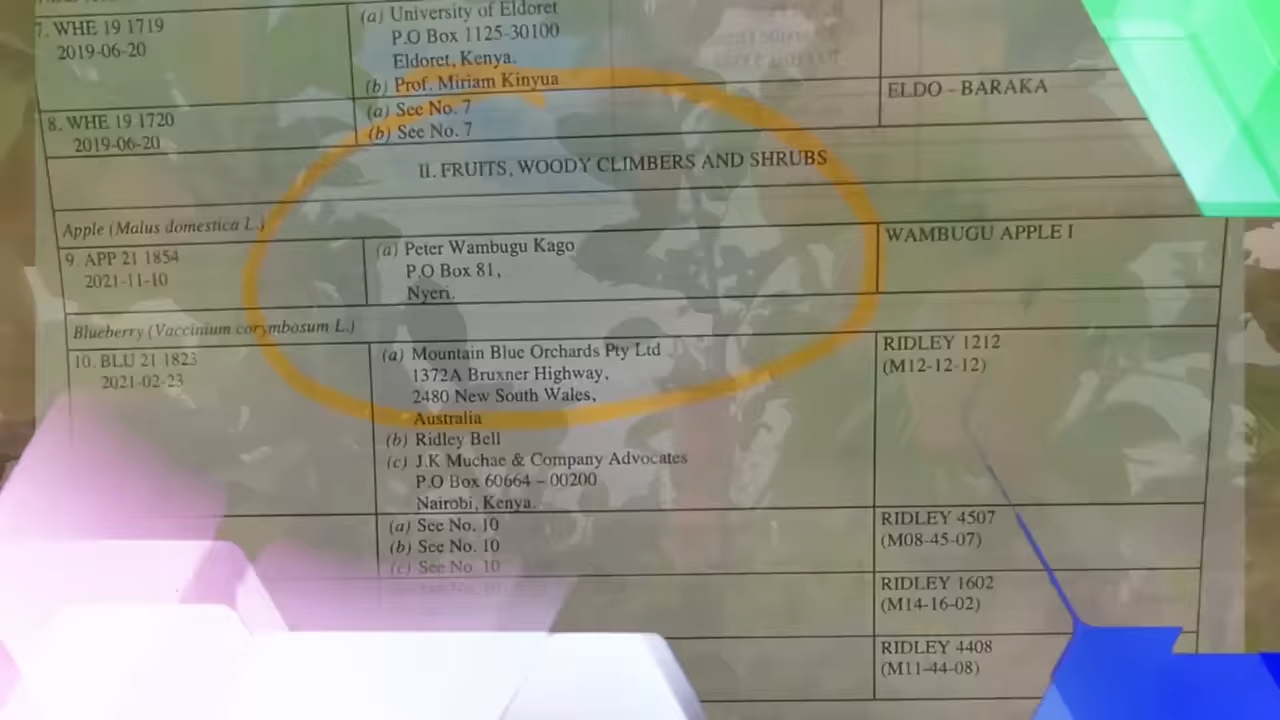 7. WHE 19 1719
2019-06-20
(a) University of Eldoret
P.O Box 1125-30100
Eldoret, Kenya.
(b) Prof. Miriam Kinyua
8. WHE 19 1720
2019-06-20
(a) See No. 7
(b) See No. 7
ELDO - BARAKA
II. FRUITS, WOODY CLIMBERS AND SHRUBS
Apple (Malus domestica L.)
9. APP 21 1854
2021-11-10
(a) Peter Wambugu Kago
P.O Box 81,
Nyeri.
WAMBUGU APPLE I
Blueberry (Vaccinium corymbosum L.)
10. BLU 21 1823
2021-02-23
(a) Mountain Blue Orchards Pty Ltd
1372A Bruxner Highway,
2480 New South Wales,
Australia
(b) Ridley Bell
(c) J.K Muchae & Company Advocates
P.O Box 60664 – 00200
Nairobi, Kenya.
RIDLEY 1212
(M12-12-12)
(a) See No. 10
(b) See No. 10
(c) See No. 10
RIDLEY 4507
(M08-45-07)
RIDLEY 1602
(M14-16-02)
RIDLEY 4408
(M11-44-08)